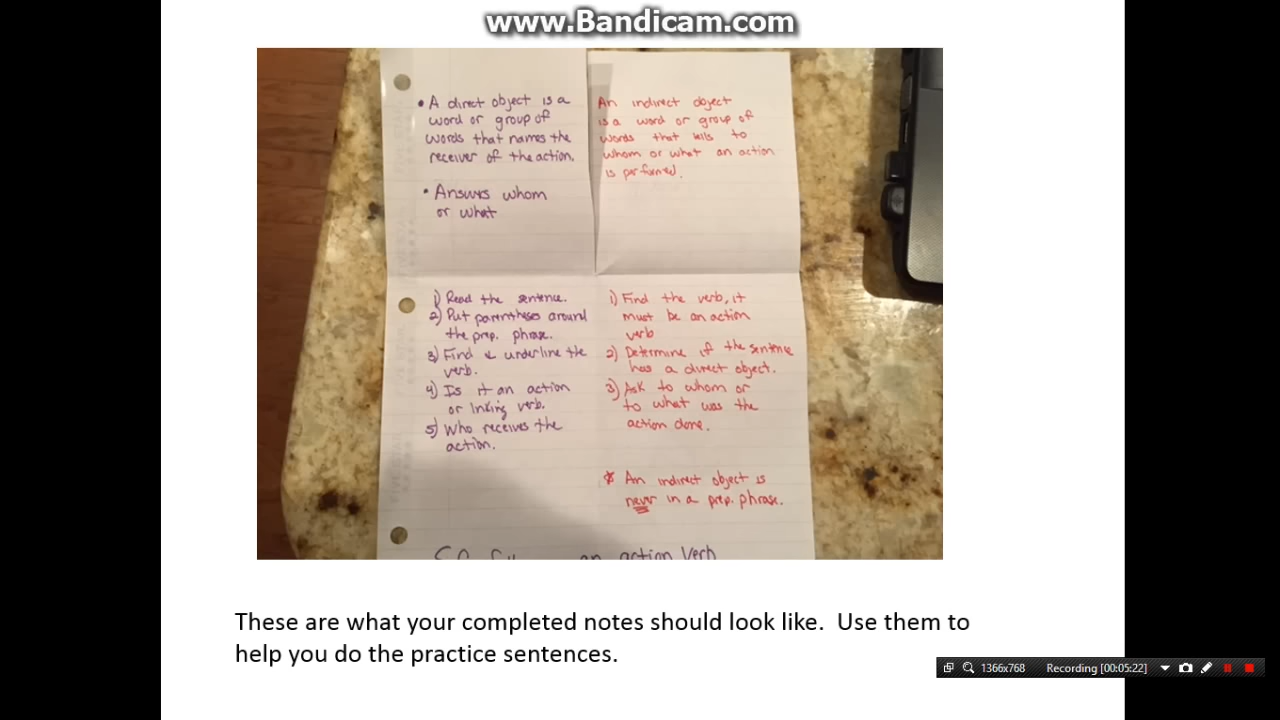 www.Bandicam.com
• A direct object is a
word or group of
words that names the
receiver of the action.
• Answers whom
or what
An indirect object
is a word or group of
words that tells to
whom or what an action
is performed.
1) Read the sentence.
2) Put parentheses around
the prep. phrase.
3) Find & underline the
verb.
4) Is it an action
or linking verb.
5) Who receives the
action.
1) Find the verb, it
must be an action
verb
2) Determine if the sentence
has a direct object.
3) Ask to whom or
to what was the
action done.
* An indirect object is
never in a prep. phrase.
an action verb
These are what your completed notes should look like. Use them to
help you do the practice sentences.
1366x768 Recording [00:05:22]